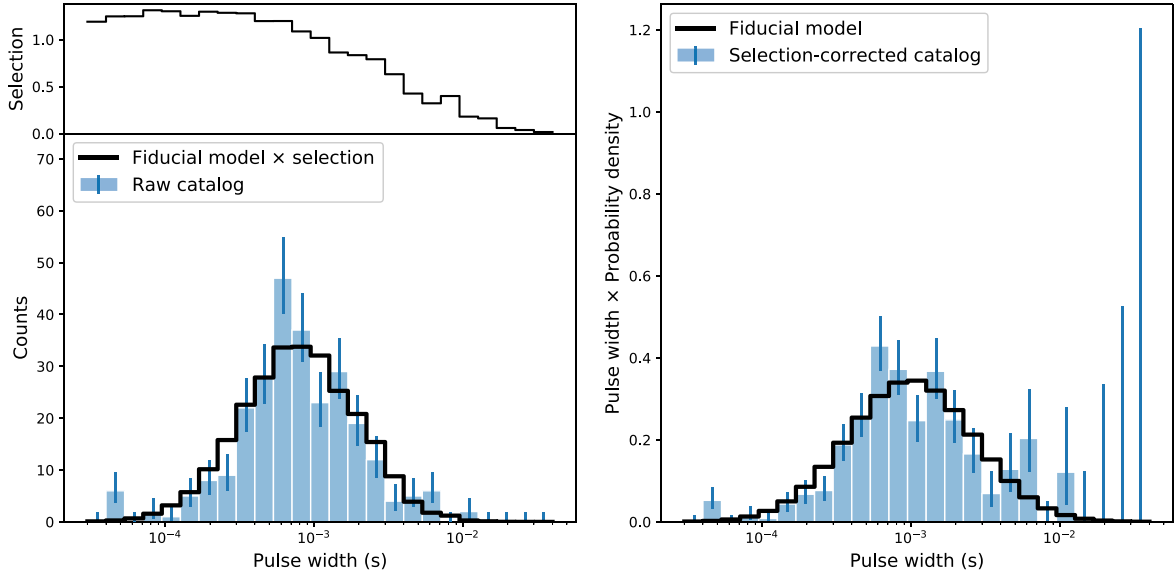 Selection
1.0
0.5
0.0
Fiducial model × selection
Raw catalog
Counts
70
60
50
40
30
20
10
0
10⁻⁴
10⁻³
10⁻²
Pulse width (s)
Fiducial model
Selection-corrected catalog
Pulse width × Probability density
1.2
1.0
0.8
0.6
0.4
0.2
0.0
10⁻⁴
10⁻³
10⁻²
Pulse width (s)